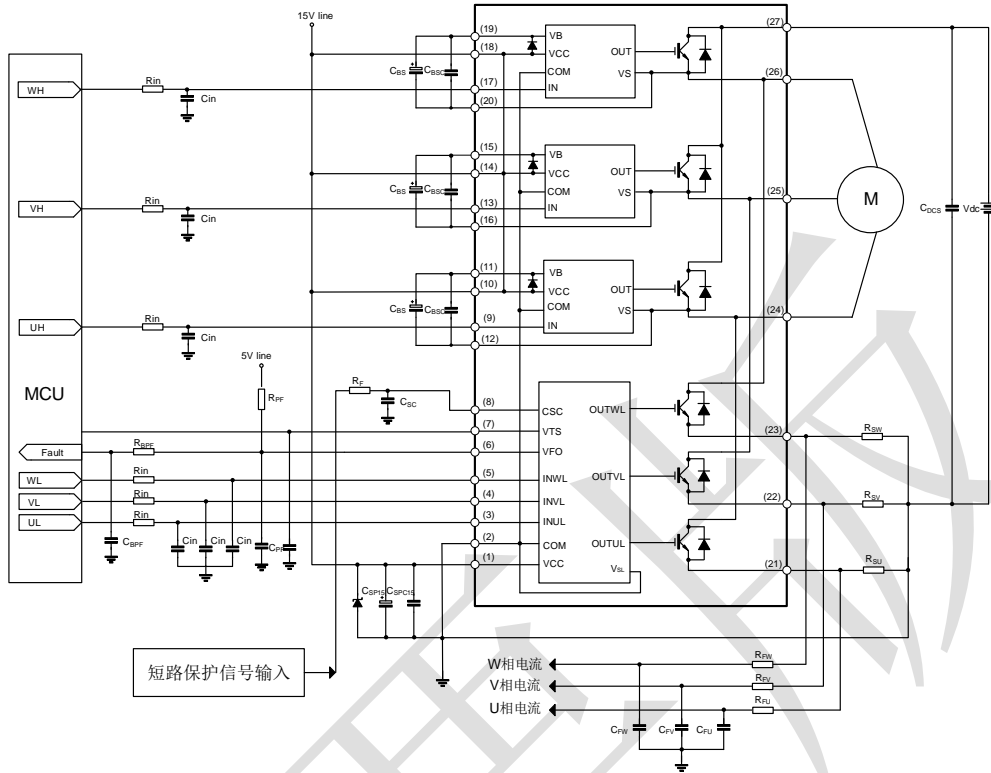 15V line
(27)
(19)
VB
(18)
VCC
OUT
CBS
CBSC
COM
VS
(26)
WH
Rin
(17)
IN
Cin
(20)
(15)
VB
(14)
VCC
OUT
CBS
CBSC
COM
VS
(25)
M
CDCS
Vdc
VH
Rin
(13)
IN
Cin
(16)
(11)
VB
(10)
VCC
OUT
CBS
CBSC
COM
VS
(24)
UH
Rin
(9)
IN
Cin
(12)
5V line
MCU
RPF
RF
CSC
(8)
CSC
OUTWL
(7)
VTS
(23)
RSW
Fault
RBPF
(6)
VFO
WL
Rin
(5)
INWL
OUTVL
VL
Rin
(4)
INVL
(22)
RSV
UL
Rin
(3)
INUL
CBPF
Cin
Cin
Cin
CPF
(2)
COM
OUTUL
(1)
VCC
VSL
(21)
RSU
CSP15
CSPC15
短路保护信号输入
W相电流
RFW
V相电流
RFV
U相电流
RFU
CFW
CFV
CFU